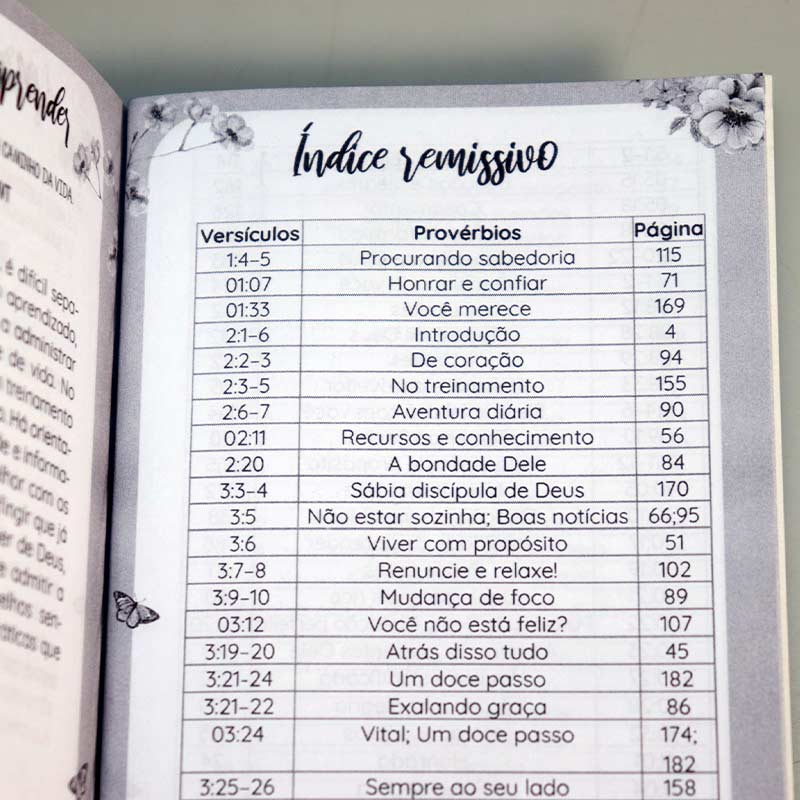 prender
CAMINHO DA VIDA.
é difícil sepa-
aprendizado,
a administrar
de vida. No
treinamento
Há orienta-
e informa-
com os
que já
de Deus,
admitir a
sen-
que
Índice remissivo
Versículos Provérbios Página
1:4–5 Procurando sabedoria 115
01:07 Honrar e confiar 71
01:33 Você merece 169
2:1–6 Introdução 4
2:2–3 De coração 94
2:3–5 No treinamento 155
2:6–7 Aventura diária 90
02:11 Recursos e conhecimento 56
2:20 A bondade Dele 84
3:3–4 Sábia discípula de Deus 170
3:5 Não estar sozinha; Boas notícias 66;95
3:6 Viver com propósito 51
3:7–8 Renuncie e relaxe! 102
3:9–10 Mudança de foco 89
03:12 Você não está feliz? 107
3:19–20 Atrás disso tudo 45
3:21-24 Um doce passo 182
3:21–22 Exalando graça 86
03:24 Vital; Um doce passo 174;
182
3:25–26 Sempre ao seu lado 158